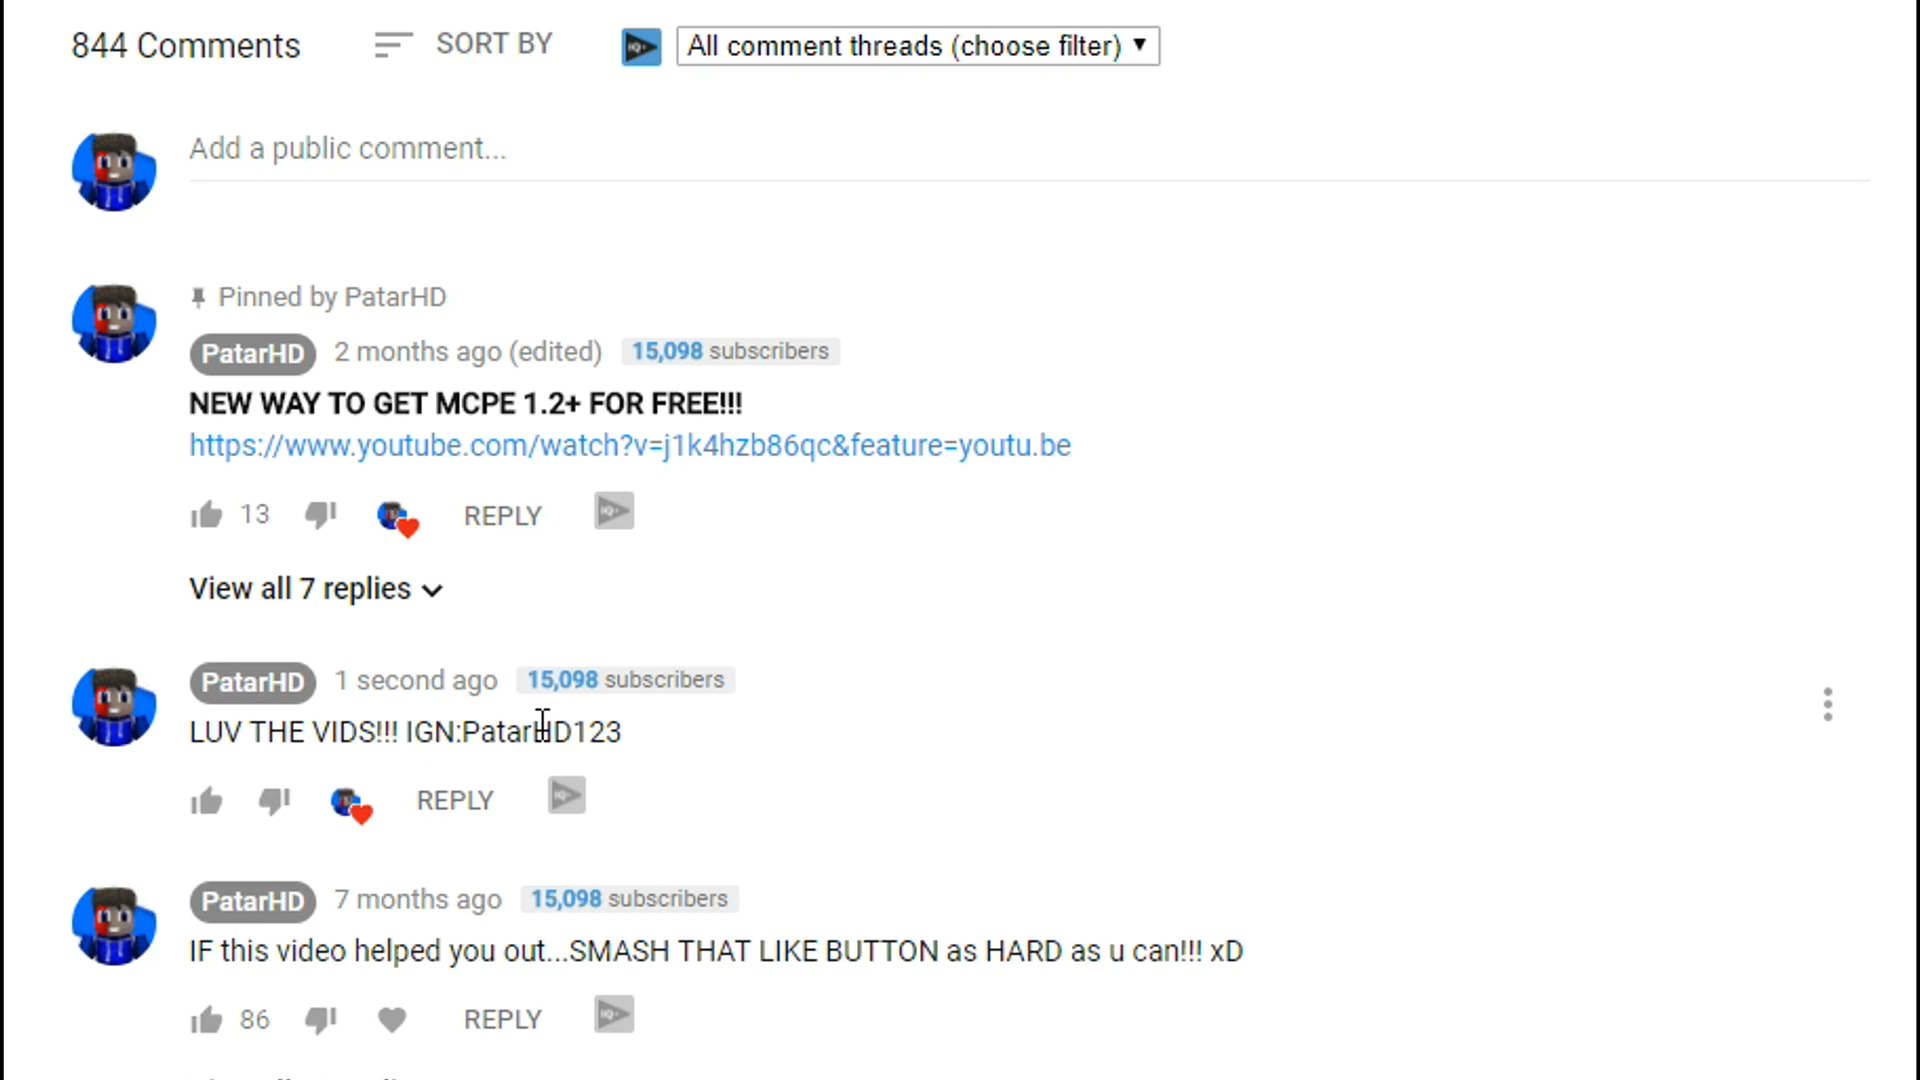 844 Comments
SORT BY
All comment threads (choose filter)
Add a public comment...
Pinned by PatarHD
PatarHD 2 months ago (edited) 15,098 subscribers
NEW WAY TO GET MCPE 1.2+ FOR FREE!!!
https://www.youtube.com/watch?v=j1k4hzb86qc&feature=youtu.be
13 REPLY
View all 7 replies
PatarHD 1 second ago 15,098 subscribers
LUV THE VIDS!!! IGN:PatarHD123
REPLY
PatarHD 7 months ago 15,098 subscribers
IF this video helped you out...SMASH THAT LIKE BUTTON as HARD as u can!!! xD
86 REPLY